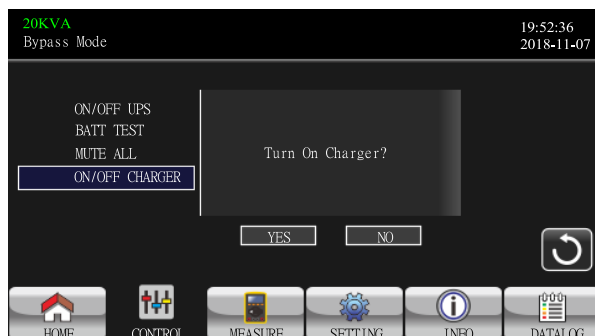 20KVA
19:52:36
Bypass Mode
2018-11-07
ON/OFF UPS
BATT TEST
MUTE ALL
ON/OFF CHARGER
Turn On Charger?
YES NO
HOME CONTROL MEASURE SETTING INFO DATALOG